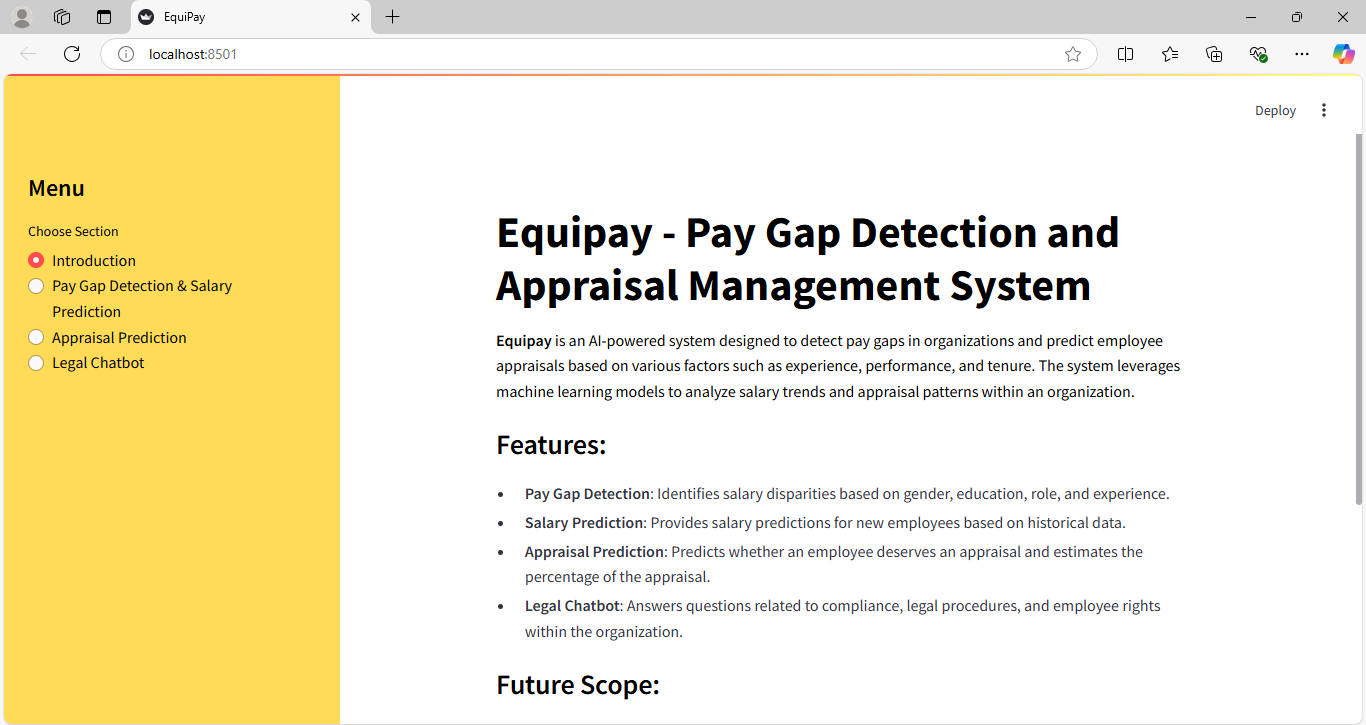 EquiPay
localhost:8501
Deploy
Menu
Choose Section
Introduction
Pay Gap Detection & Salary
Prediction
Appraisal Prediction
Legal Chatbot
Equipay - Pay Gap Detection and
Appraisal Management System
Equipay is an AI-powered system designed to detect pay gaps in organizations and predict employee
appraisals based on various factors such as experience, performance, and tenure. The system leverages
machine learning models to analyze salary trends and appraisal patterns within an organization.
Features:
• Pay Gap Detection: Identifies salary disparities based on gender, education, role, and experience.
• Salary Prediction: Provides salary predictions for new employees based on historical data.
• Appraisal Prediction: Predicts whether an employee deserves an appraisal and estimates the
percentage of the appraisal.
• Legal Chatbot: Answers questions related to compliance, legal procedures, and employee rights
within the organization.
Future Scope: